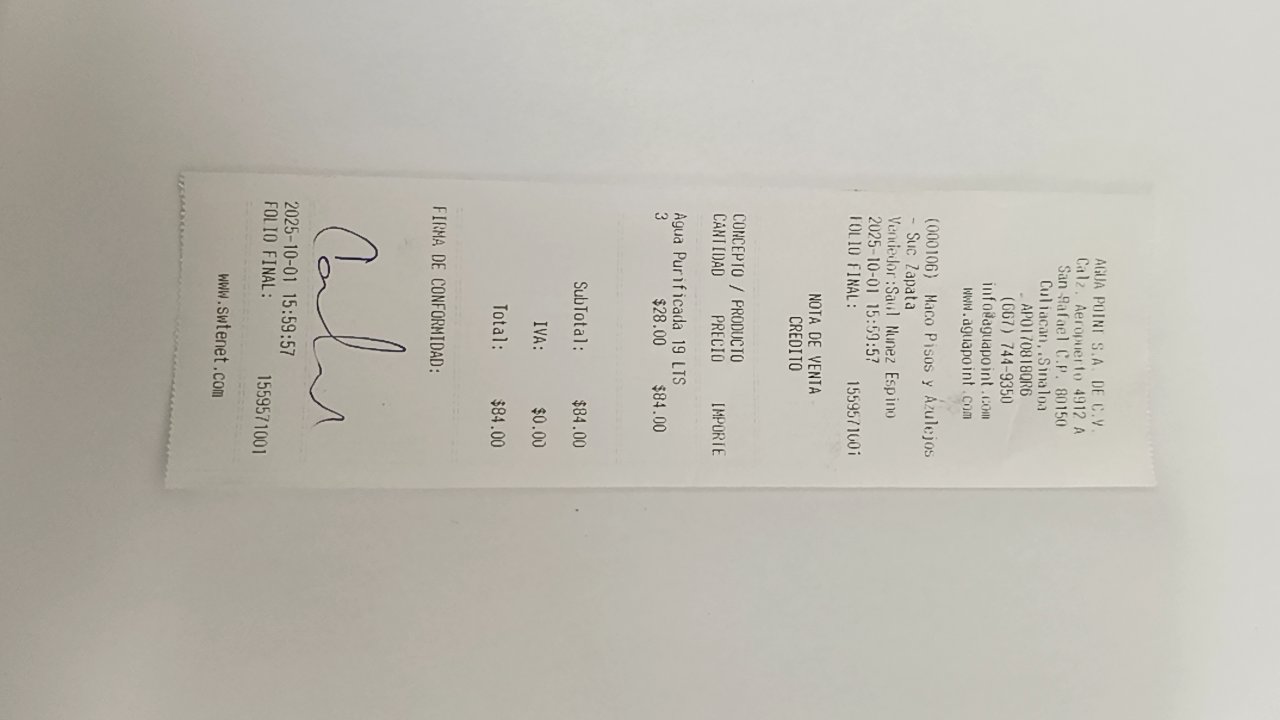 AGUA POINT S.A. DE C.V.
Calz. Aeropuerto 4912 A
San Rafael C.P. 80150
Culiacan, Sinaloa
APO170818QR6
(667) 744-9350
info@aguapoint.com
www.aguapoint.com
(000106) Maco Pisos y Azulejos
- Suc Zapata
Vendedor:Saul Nunez Espino
2025-10-01 15:59:57
FOLIO FINAL: 1559571001
NOTA DE VENTA
CREDITO
CONCEPTO / PRODUCTO
CANTIDAD PRECIO IMPORTE
Agua Purificada 19 LTS
3 $28.00 $84.00
SubTotal: $84.00
IVA: $0.00
Total: $84.00
FIRMA DE CONFORMIDAD:
2025-10-01 15:59:57
FOLIO FINAL: 1559571001
www.swtenet.com